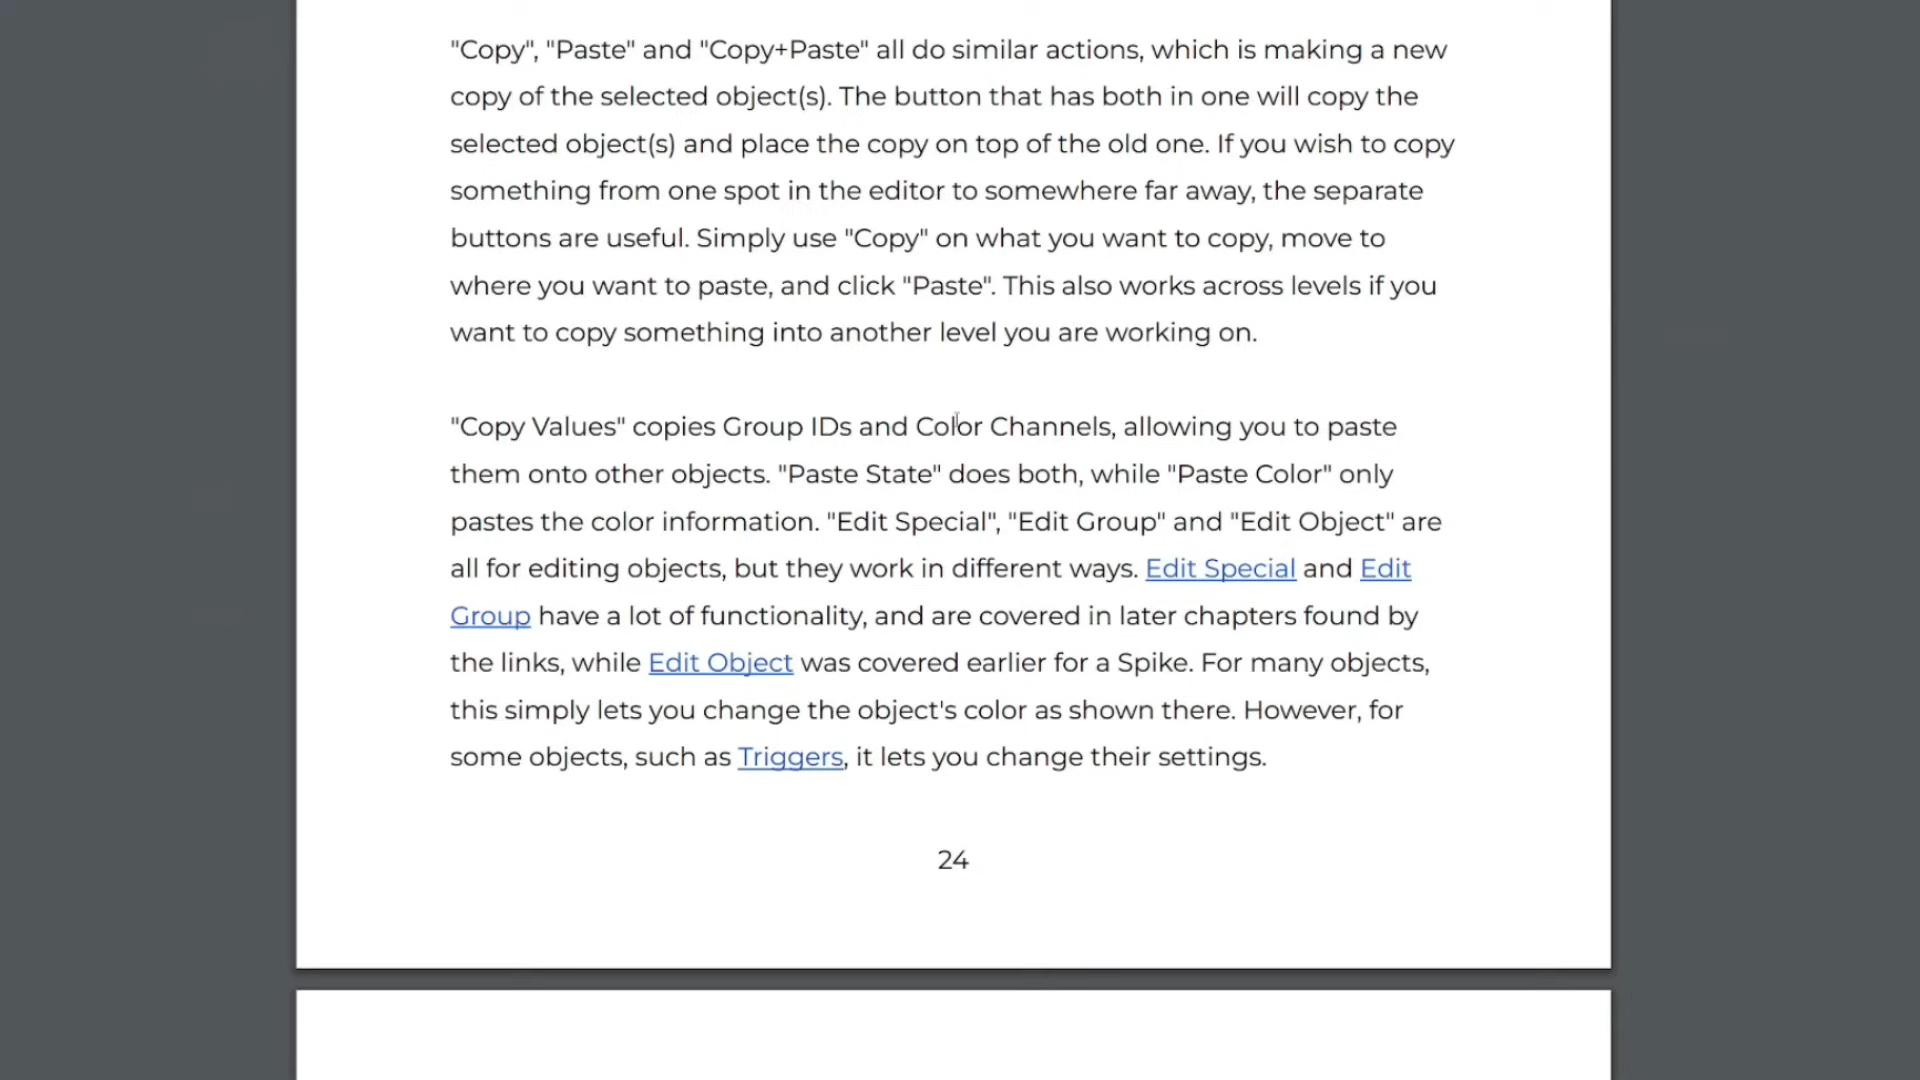 "Copy", "Paste" and "Copy+Paste" all do similar actions, which is making a new
copy of the selected object(s). The button that has both in one will copy the
selected object(s) and place the copy on top of the old one. If you wish to copy
something from one spot in the editor to somewhere far away, the separate
buttons are useful. Simply use "Copy" on what you want to copy, move to
where you want to paste, and click "Paste". This also works across levels if you
want to copy something into another level you are working on.
"Copy Values" copies Group IDs and Color Channels, allowing you to paste
them onto other objects. "Paste State" does both, while "Paste Color" only
pastes the color information. "Edit Special", "Edit Group" and "Edit Object" are
all for editing objects, but they work in different ways. Edit Special and Edit
Group have a lot of functionality, and are covered in later chapters found by
the links, while Edit Object was covered earlier for a Spike. For many objects,
this simply lets you change the object's color as shown there. However, for
some objects, such as Triggers, it lets you change their settings.
24